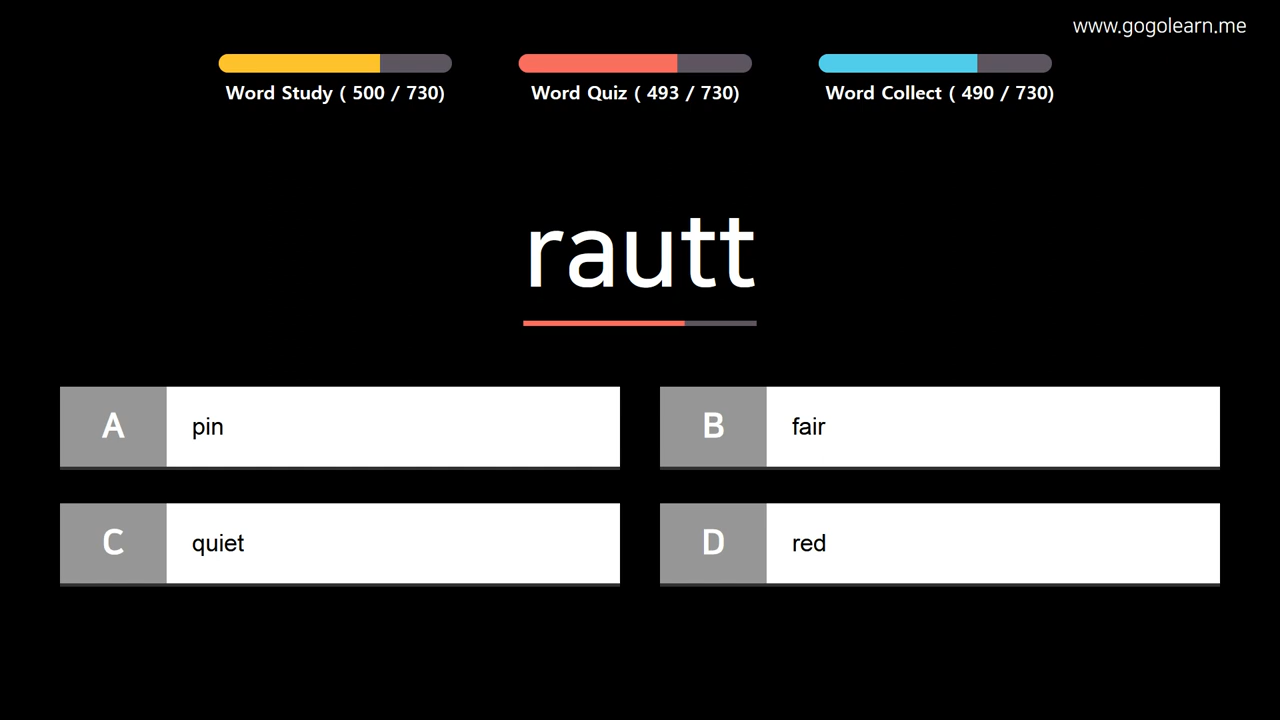 www.gogolearn.me
Word Study ( 500 / 730)
Word Quiz ( 493 / 730)
Word Collect ( 490 / 730)
rautt
A pin
B fair
C quiet
D red